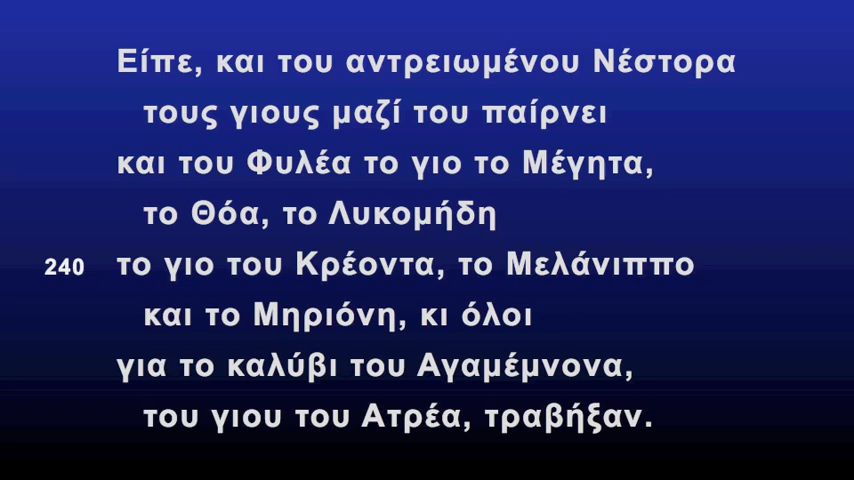 Είπε, και του αντρειωμένου Νέστορα
τους γιους μαζί του παίρνει
και του Φυλέα το γιο το Μέγητα,
το Θόα, το Λυκομήδη
240 το γιο του Κρέοντα, το Μελάνιππο
και το Μηριόνη, κι όλοι
για το καλύβι του Αγαμέμνονα,
του γιου του Ατρέα, τραβήξαν.